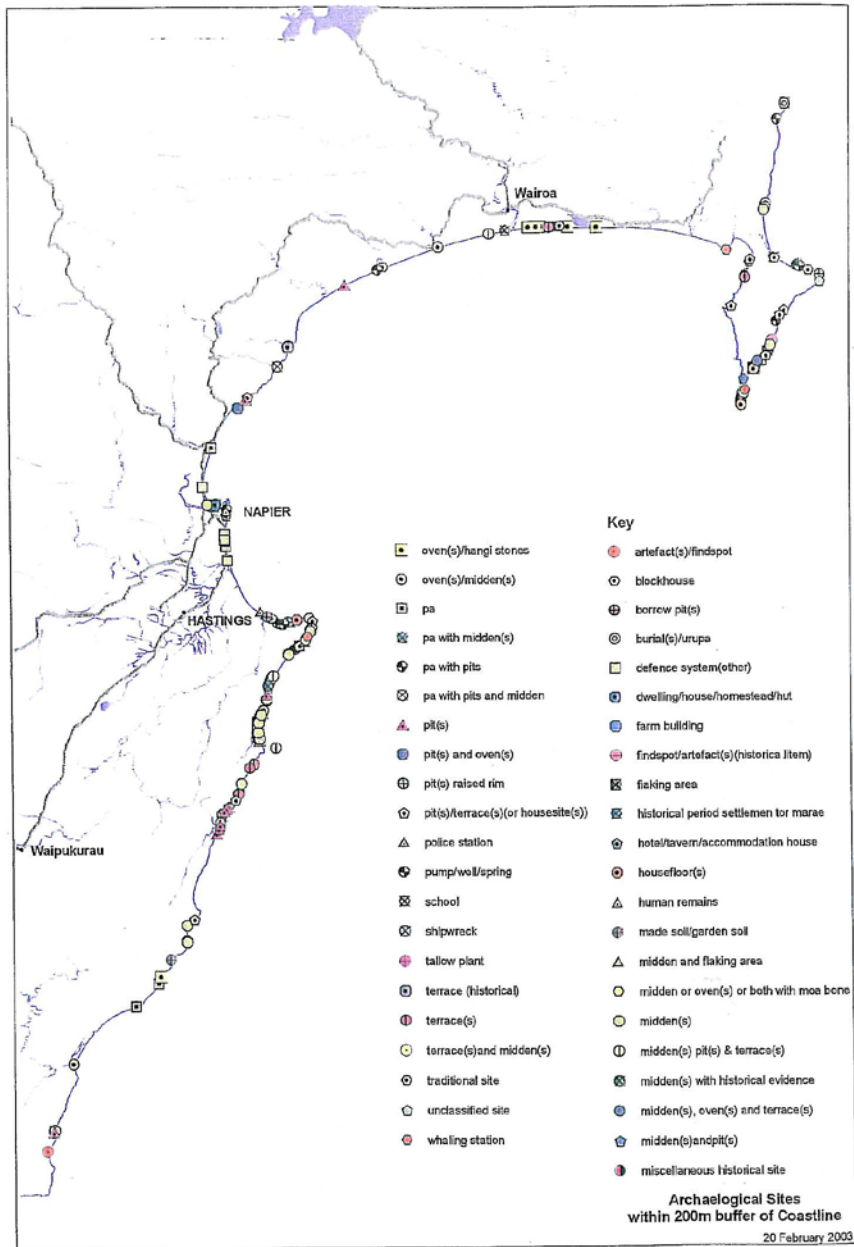 Wairoa
NAPIER
HASTINGS
Waipukurau
Key
oven(s)/hangi stones
oven(s)/midden(s)
pa
pa with midden(s)
pa with pits
pa with pits and midden
pit(s)
pit(s) and oven(s)
pit(s) raised rim
pit(s)/terrace(s)(or housesite(s))
police station
pump/well/spring
school
shipwreck
tallow plant
terrace (historical)
terrace(s)
terrace(s)and midden(s)
traditional site
unclassified site
whaling station
artefact(s)/findspot
blockhouse
borrow pit(s)
burial(s)/urupa
defence system(other)
dwelling/house/homestead/hut
farm building
findspot/artefact(s)(historica litem)
flaking area
historical period settlemen tor marae
hotel/tavern/accommodation house
housefloor(s)
human remains
made soil/garden soil
midden and flaking area
midden or oven(s) or both with moa bone
midden(s)
midden(s) pit(s) & terrace(s)
midden(s) with historical evidence
midden(s), oven(s) and terrace(s)
midden(s)andpit(s)
miscellaneous historical site
Archaelogical Sites
within 200m buffer of Coastline
20 February 2003